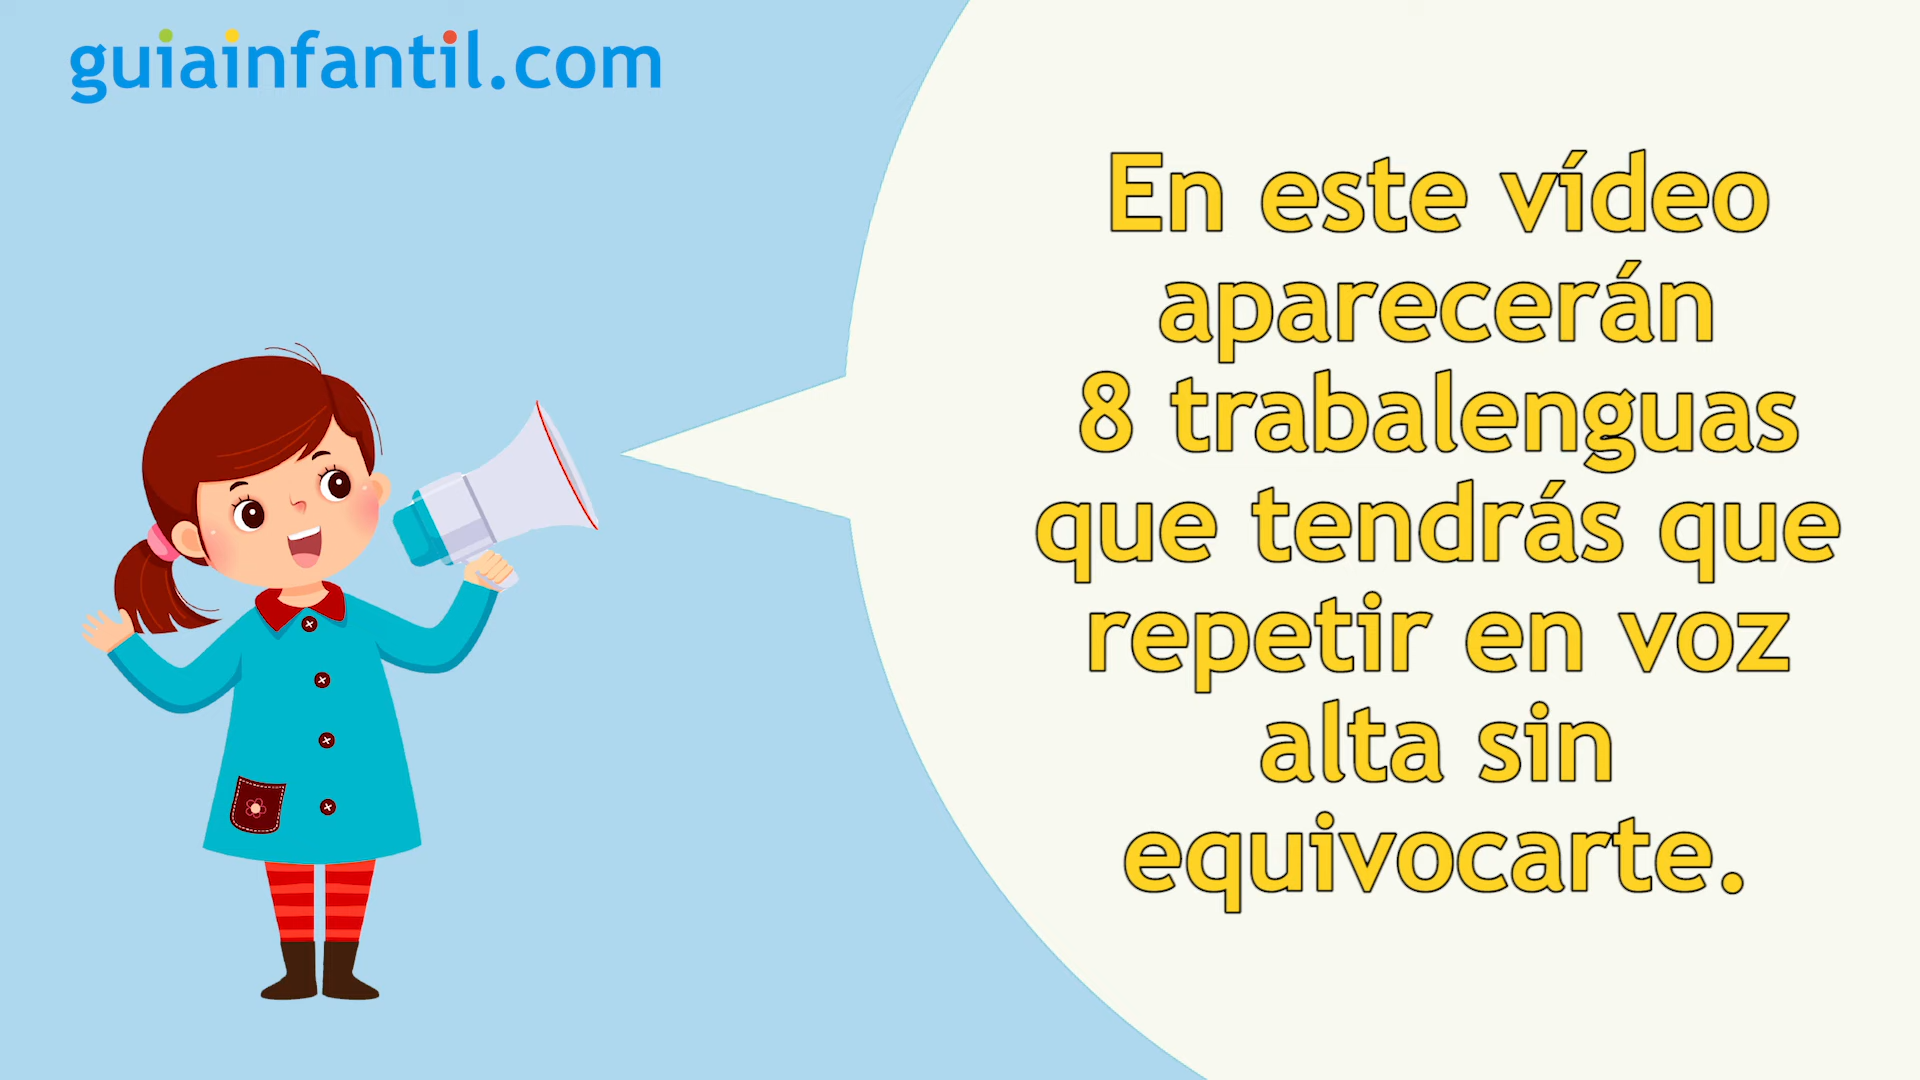 guiainfantil.com
En este vídeo
aparecerán
8 trabalenguas
que tendrás que
repetir en voz
alta sin
equivocarte.